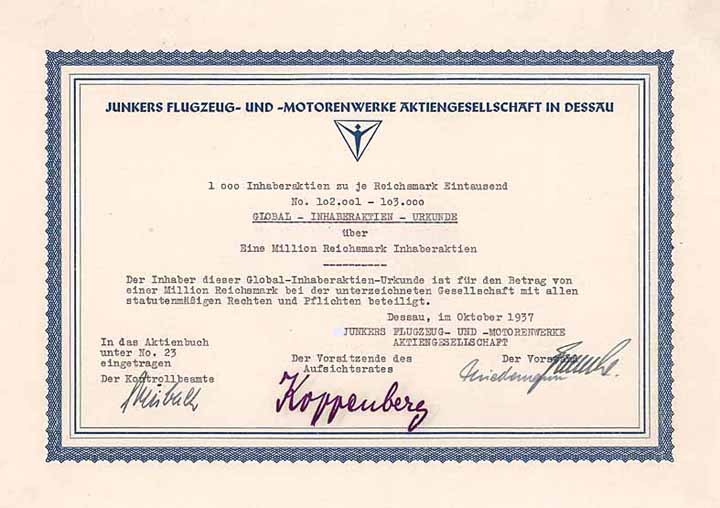 JUNKERS FLUGZEUG- UND -MOTORENWERKE AKTIENGESELLSCHAFT IN DESSAU
1 000 Inhaberaktien zu je Reichsmark Eintausend
No. 102.001 - 103.000
GLOBAL - INHABERAKTIEN - URKUNDE
über
Eine Million Reichsmark Inhaberaktien
----------
Der Inhaber dieser Global-Inhaberaktien-Urkunde ist für den Betrag von
einer Million Reichsmark bei der unterzeichneten Gesellschaft mit allen
statutenmäßigen Rechten und Pflichten beteiligt.
Dessau, im Oktober 1937
JUNKERS FLUGZEUG- UND -MOTORENWERKE
AKTIENGESELLSCHAFT
In das Aktienbuch
unter No. 23
eingetragen
Der Kontrollbeamte
Der Vorsitzende des
Aufsichtsrates
Koppenberg
Der Vorstand